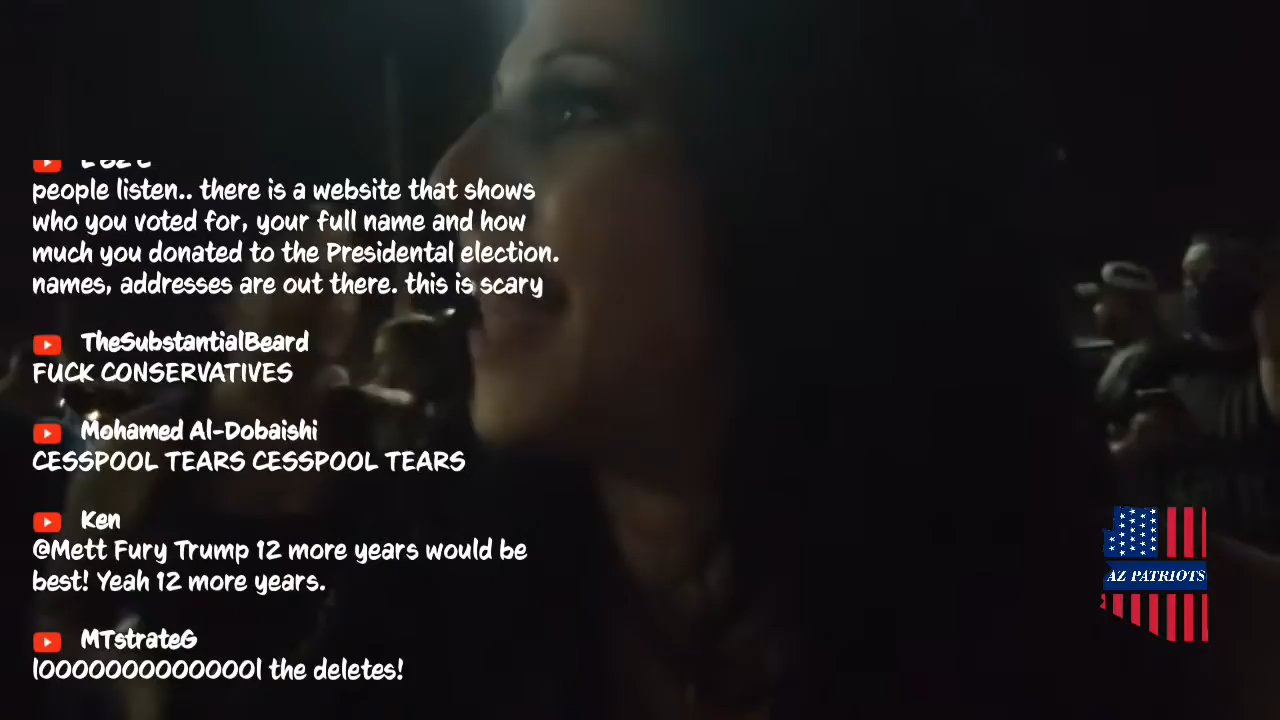 people listen.. there is a website that shows
who you voted for, your full name and how
much you donated to the Presidental election.
names, addresses are out there. this is scary
TheSubstantialBeard
FUCK CONSERVATIVES
Mohamed Al-Dobaishi
CESSPOOL TEARS CESSPOOL TEARS
Ken
@Mett Fury Trump 12 more years would be
best! Yeah 12 more years.
MTstrateG
lOOOOOOOOOOOOOOl the deletes!
AZ PATRIOTS